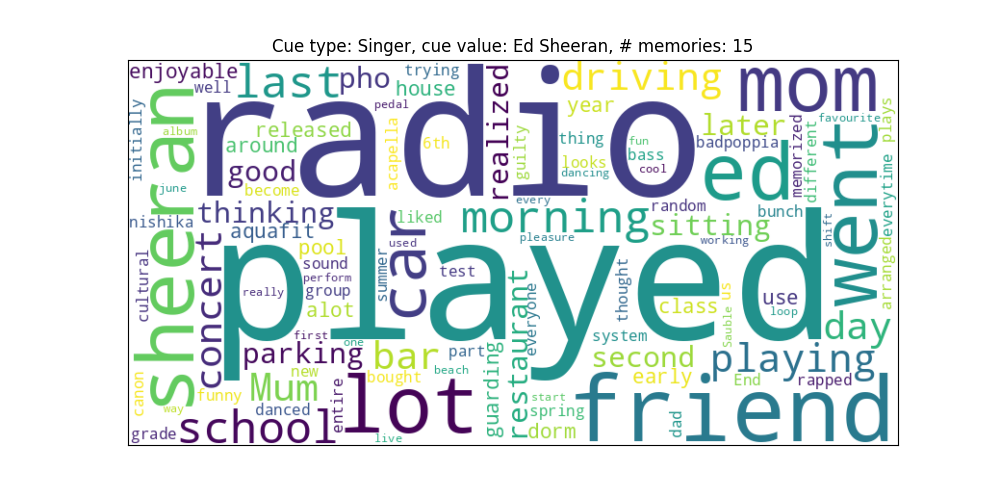 Cue type: Singer, cue value: Ed Sheeran, # memories: 15
enjoyable
well
last
pho
trying
house
pedal
realized
driving
year
mom
plays
initially
sheeran
album
released
around
good
become
june
radio
acapella
6th
guilty
thing
looks
dancing
fun
bass
cool
later
badpoppia
ed
memorized
different
favourite
went
everytime
arranged
nishika
thinking
aquafit
liked
car
every
morning
pleasure
random
sitting
working
bunch
shift
cultural
concert
pool
sound
perform
really
group
alot
summer
used
test
played
restaurant
everyone
thought
class
us
use
loop
Sauble
day
first
one
parking
new
bar
part
system
second
playing
canon
way
funny
Mum
bought
beach
guarding
early
End
rapped
grade
school
danced
entire
lot
live
start
spring
dorm
friend
dad